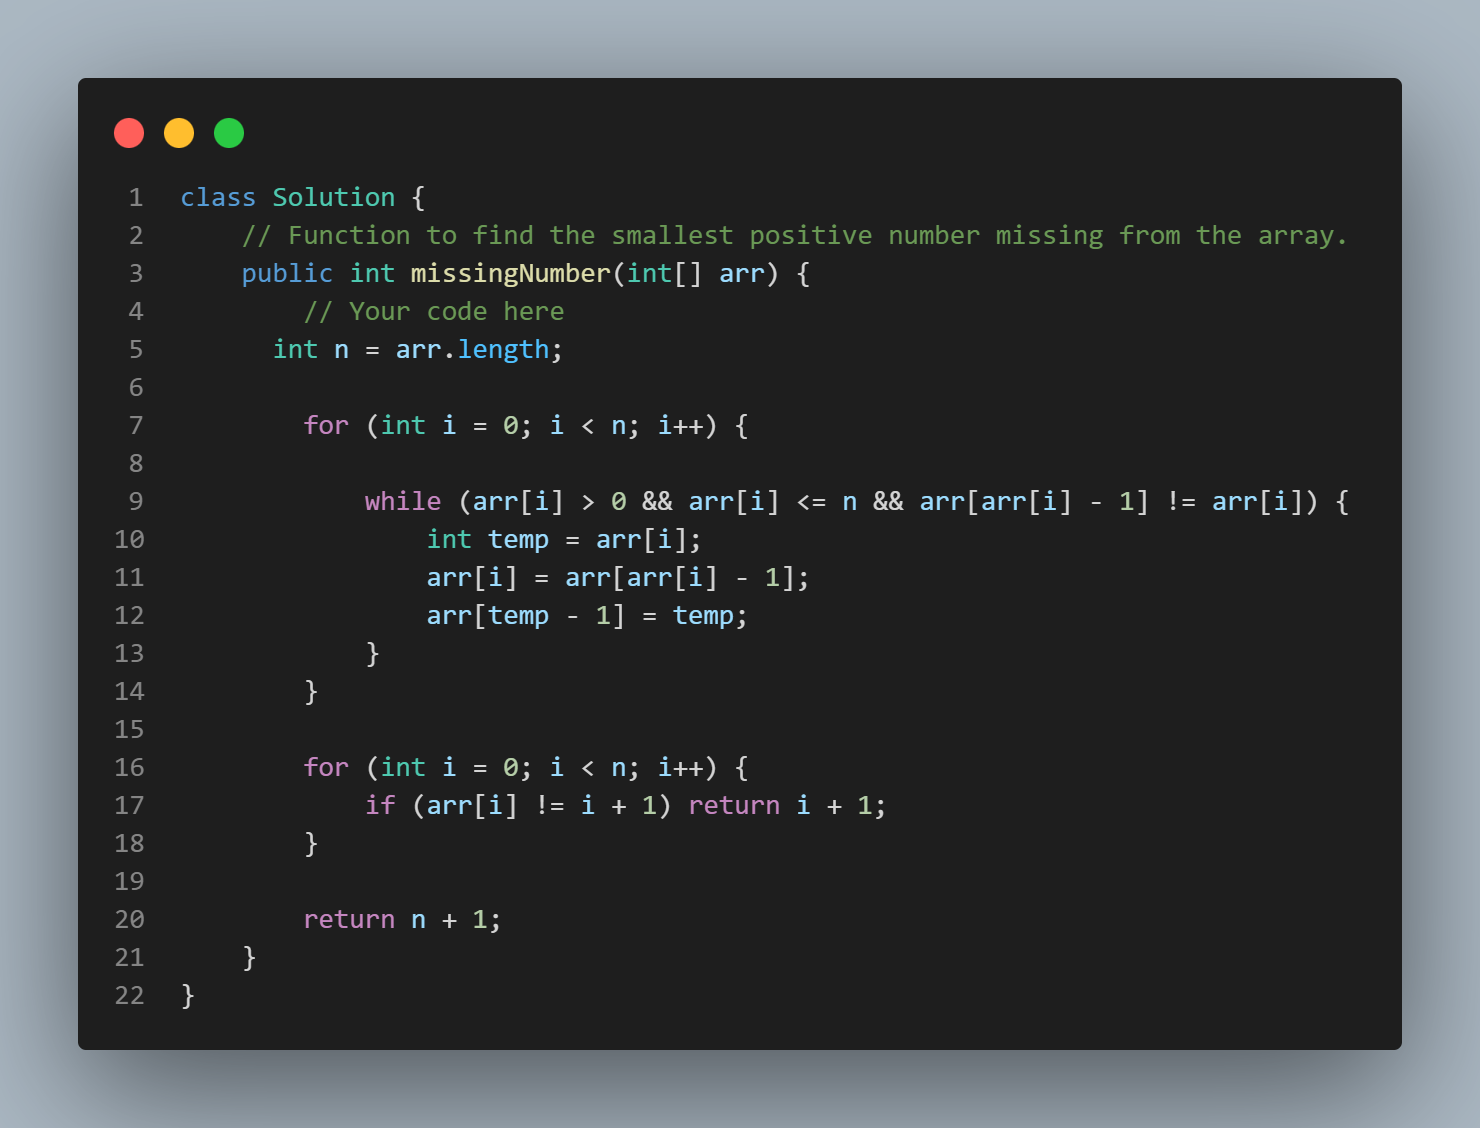 1 class Solution {
2     // Function to find the smallest positive number missing from the array.
3     public int missingNumber(int[] arr) {
4         // Your code here
5       int n = arr.length;
6
7         for (int i = 0; i < n; i++) {
8
9             while (arr[i] > 0 && arr[i] <= n && arr[arr[i] - 1] != arr[i]) {
10                 int temp = arr[i];
11                 arr[i] = arr[arr[i] - 1];
12                 arr[temp - 1] = temp;
13             }
14         }
15
16         for (int i = 0; i < n; i++) {
17             if (arr[i] != i + 1) return i + 1;
18         }
19
20         return n + 1;
21     }
22 }